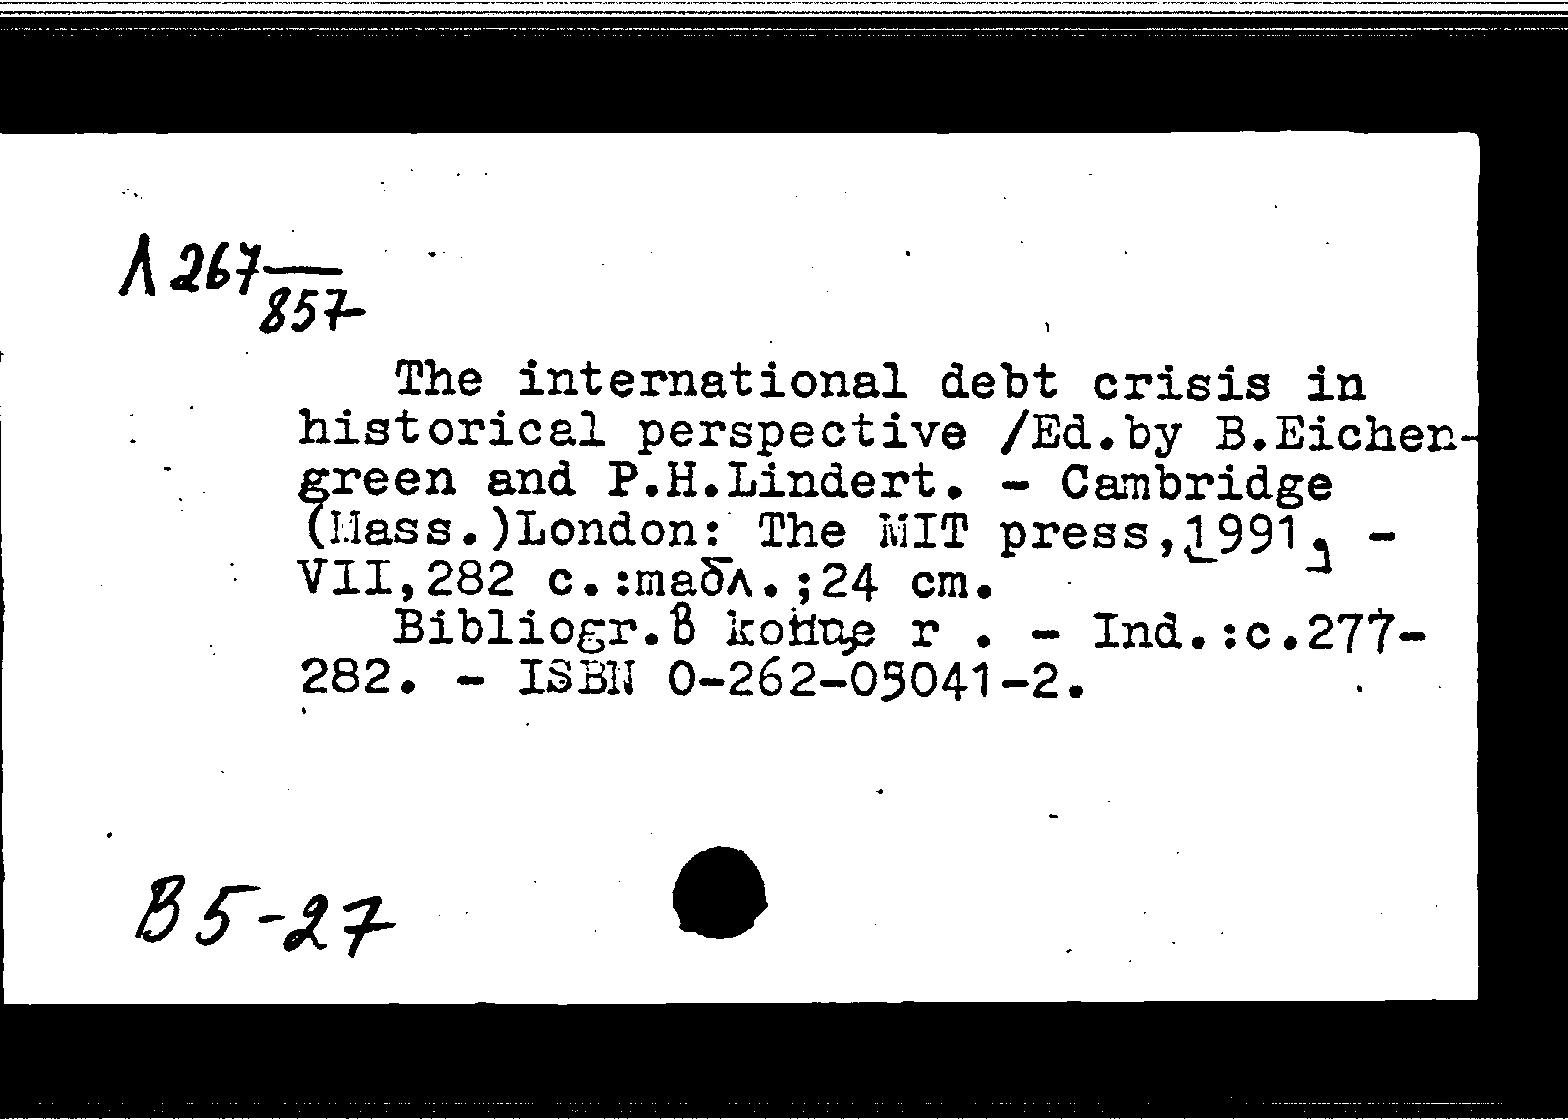 Λ 267
857
The international debt crisis in
historical perspective /Ed.by B.Eichen-
green and P.H.Lindert. - Cambridge
(Mass.)London: The MIT press,[1991]. -
VII,282 c.:табл.;24 cm.
Bibliogr.в конце r . - Ind.:c.277-
282. - ISBN 0-262-05041-2.
B 5-27